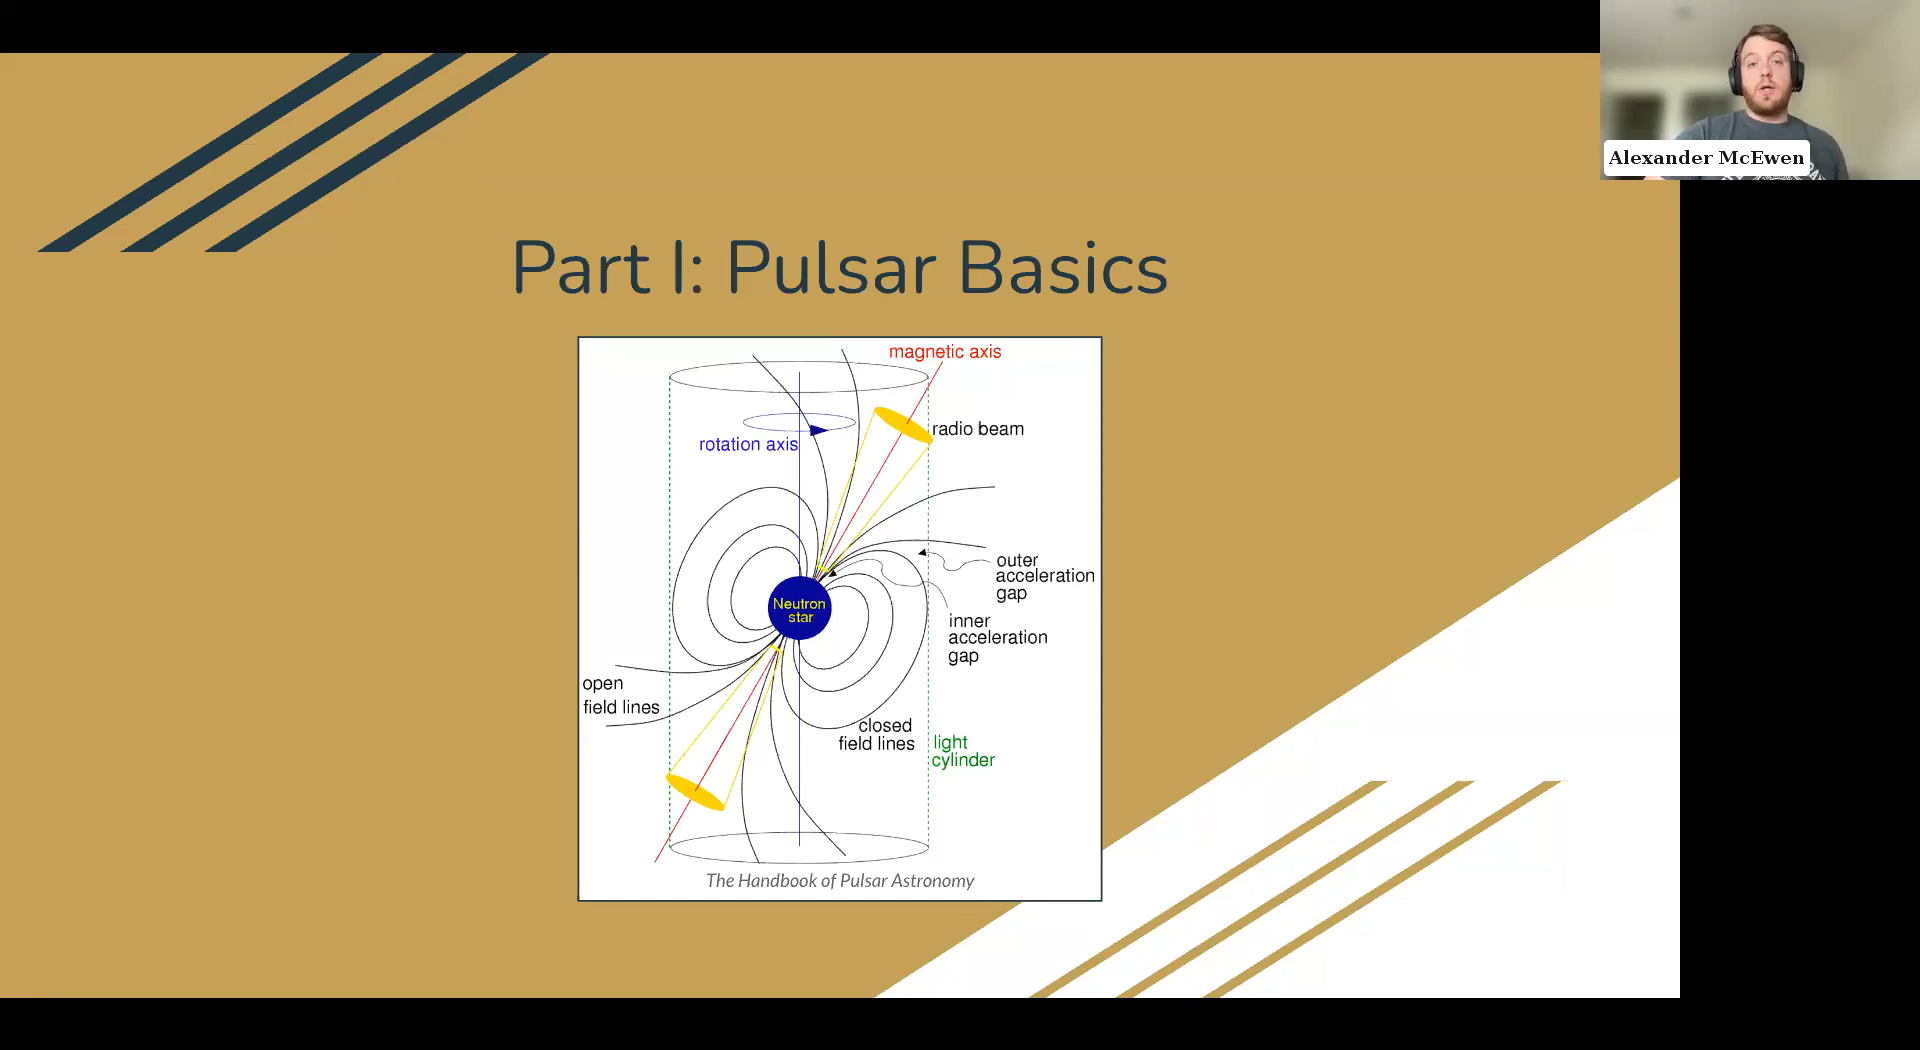 Alexander McEwen
Part I: Pulsar Basics
magnetic axis
radio beam
rotation axis
outer
acceleration
gap
Neutron
star
inner
acceleration
gap
open
field lines
closed
field lines
light
cylinder
The Handbook of Pulsar Astronomy